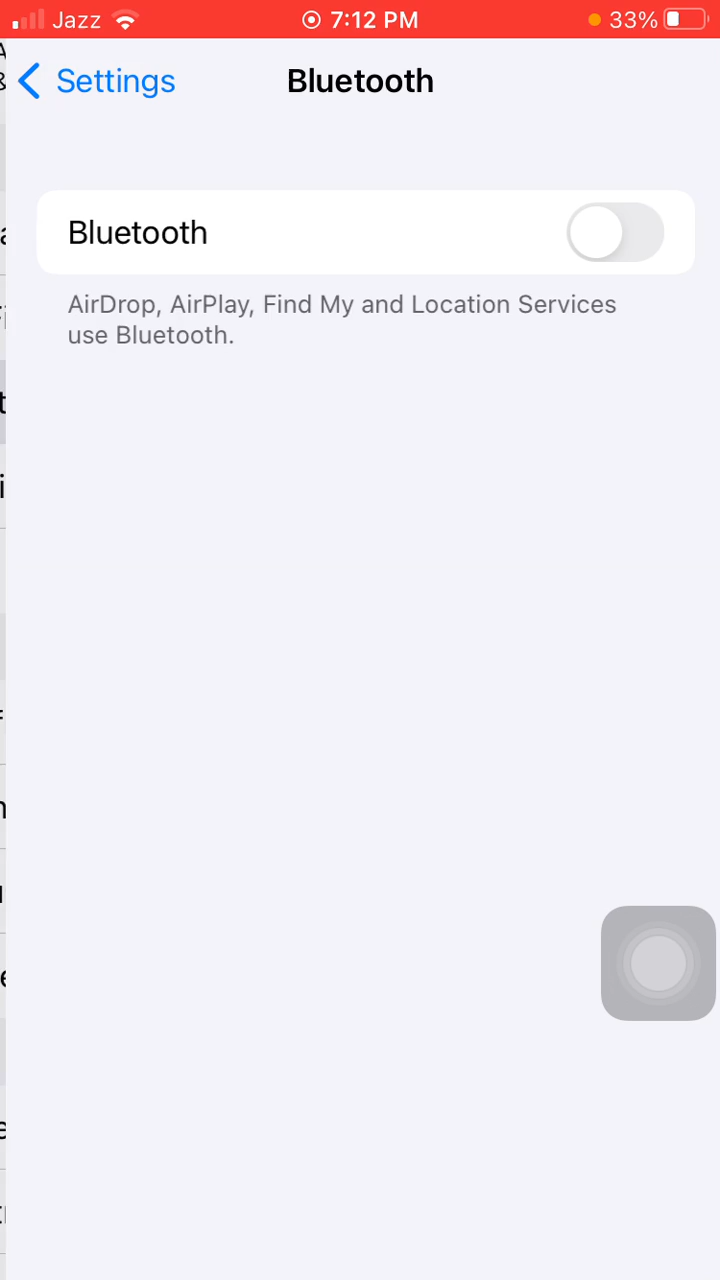 Jazz 7:12 PM 33%
Settings Bluetooth
Bluetooth
AirDrop, AirPlay, Find My and Location Services
use Bluetooth.